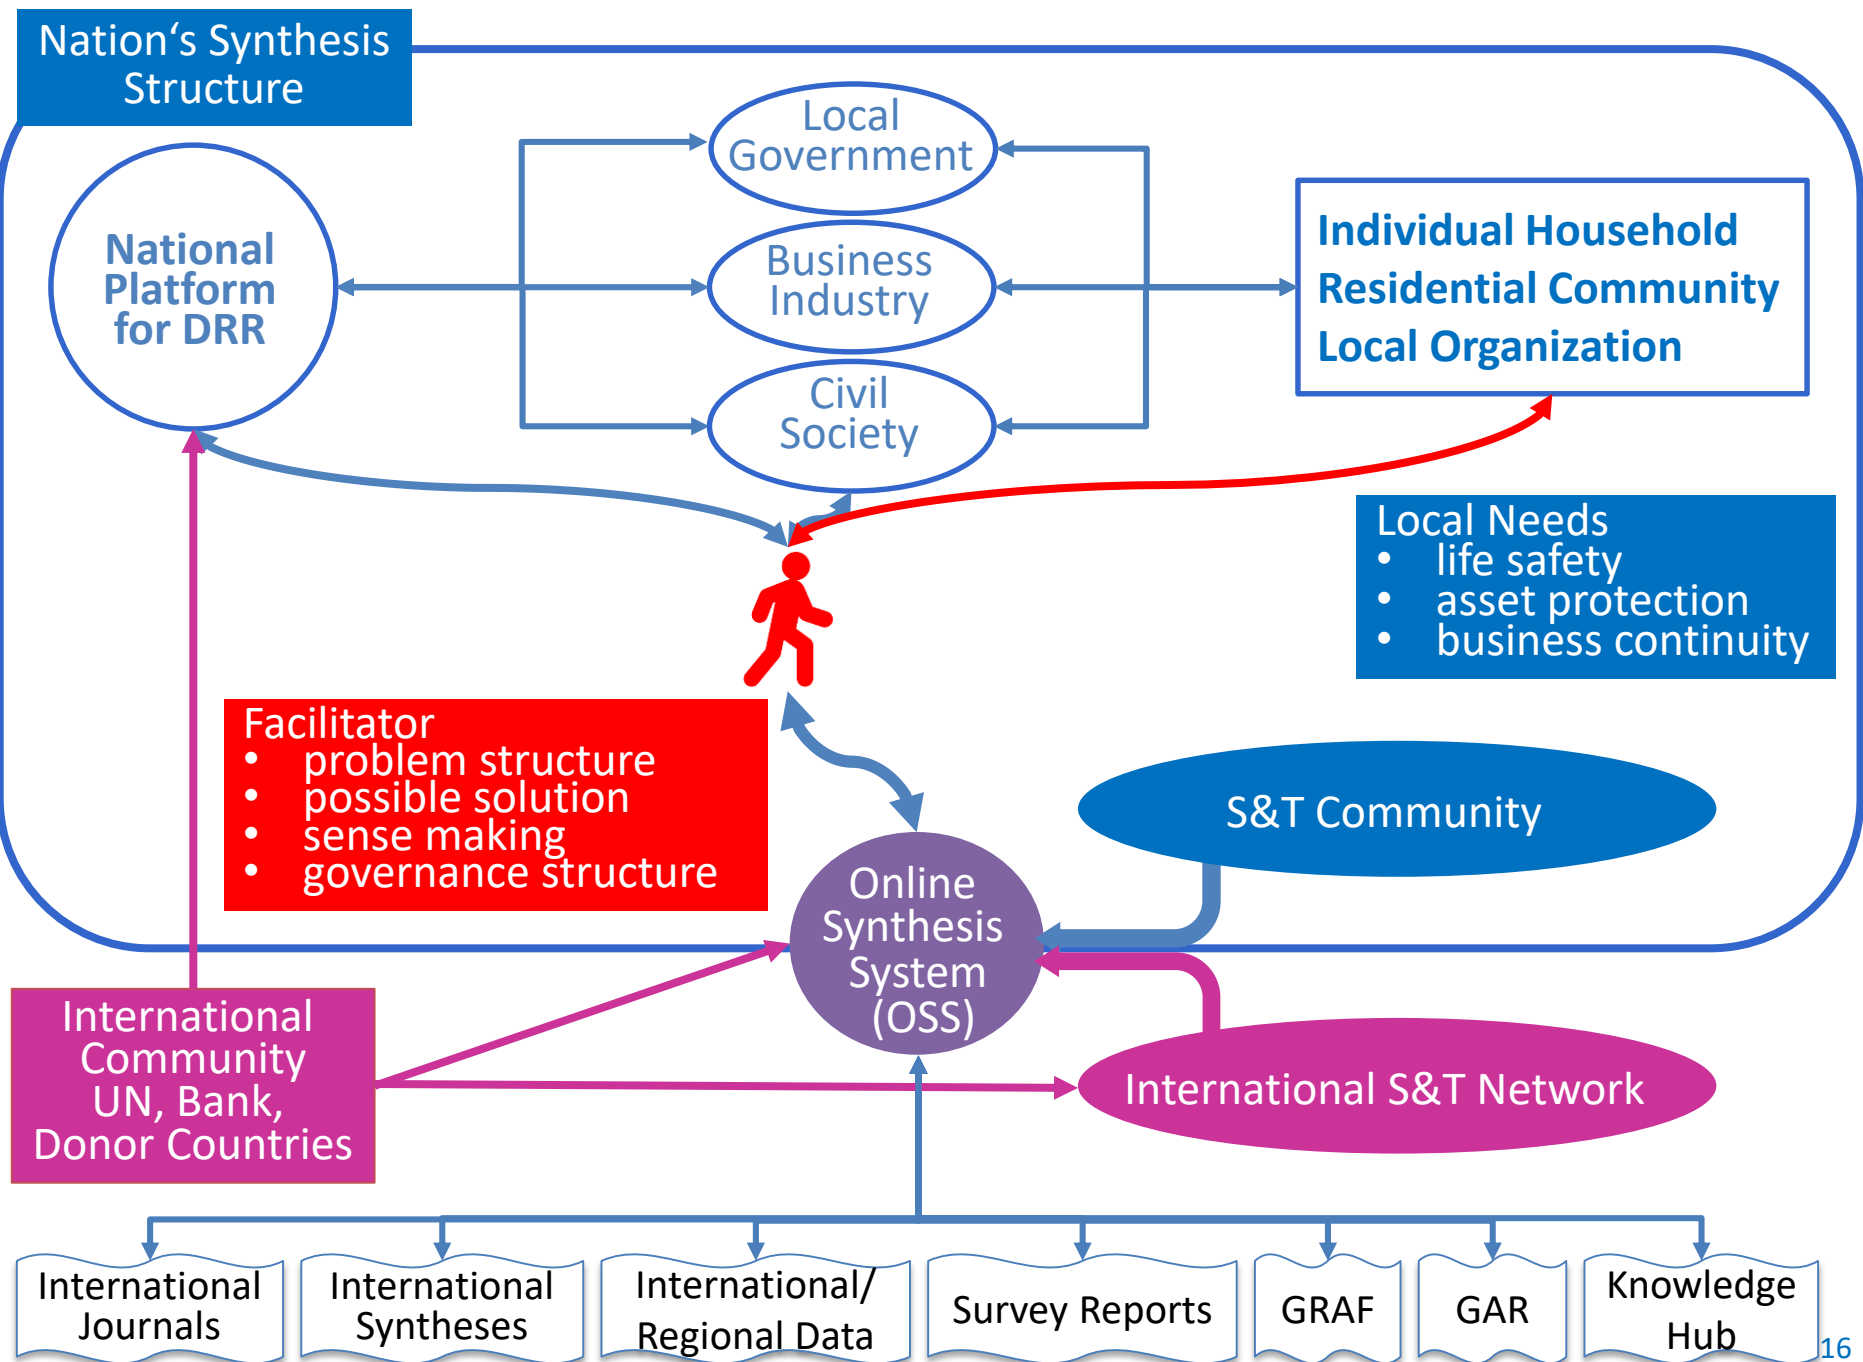 Nation‘s Synthesis
Structure
Local
Government
National
Platform
for DRR
Business
Industry
Individual Household
Residential Community
Local Organization
Civil
Society
Local Needs
• life safety
• asset protection
• business continuity
Facilitator
• problem structure
• possible solution
• sense making
• governance structure
S&T Community
Online
Synthesis
System
(OSS)
International
Community
UN, Bank,
Donor Countries
International S&T Network
International
Journals
International
Syntheses
International/
Regional Data
Survey Reports
GRAF
GAR
Knowledge
Hub
16